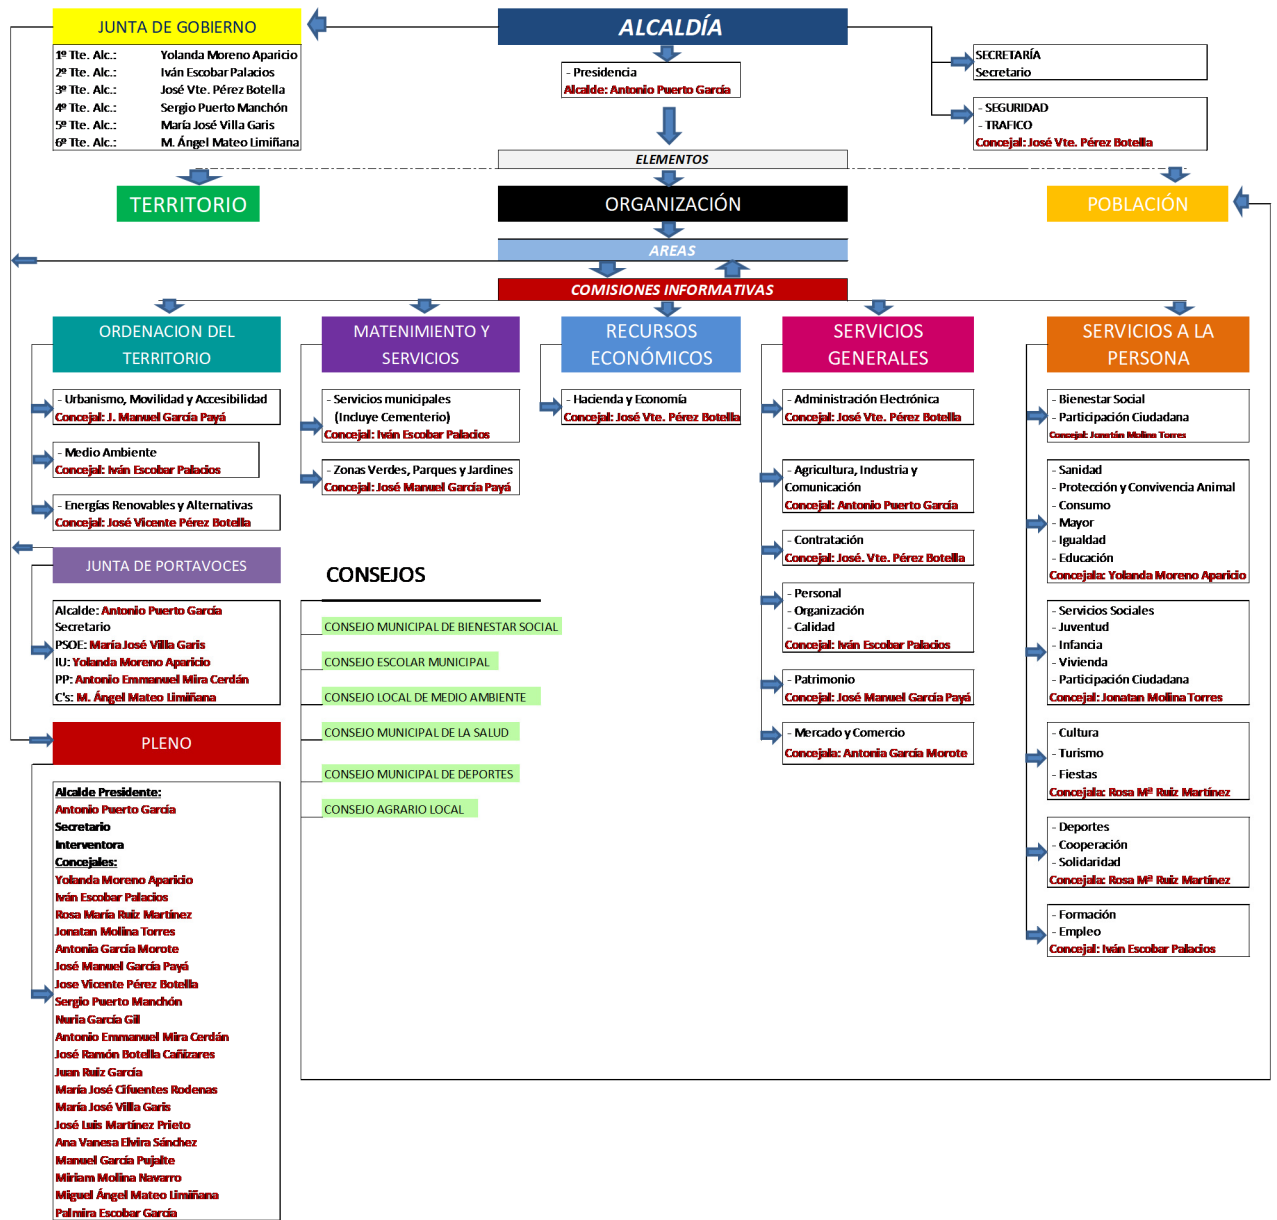 JUNTA DE GOBIERNO
1º Tte. Alc.: Yolanda Moreno Aparicio
2º Tte. Alc.: Iván Escobar Palacios
3º Tte. Alc.: José Vte. Pérez Botella
4º Tte. Alc.: Sergio Puerto Manchón
5º Tte. Alc.: María José Villa Garis
6º Tte. Alc.: M. Ángel Mateo Limiñana
ALCALDÍA
- Presidencia
Alcalde: Antonio Puerto García
SECRETARÍA
Secretario
- SEGURIDAD
- TRAFICO
Concejal: José Vte. Pérez Botella
ELEMENTOS
TERRITORIO
ORGANIZACIÓN
POBLACIÓN
AREAS
COMISIONES INFORMATIVAS
ORDENACION DEL
TERRITORIO
- Urbanismo, Movilidad y Accesibilidad
Concejal: J. Manuel García Payá
- Medio Ambiente
Concejal: Iván Escobar Palacios
- Energías Renovables y Alternativas
Concejal: José Vicente Pérez Botella
MATENIMIENTO Y
SERVICIOS
- Servicios municipales
(Incluye Cementerio)
Concejal: Iván Escobar Palacios
- Zonas Verdes, Parques y Jardines
Concejal: José Manuel García Payá
RECURSOS
ECONÓMICOS
- Hacienda y Economía
Concejal: José Vte. Pérez Botella
SERVICIOS
GENERALES
- Administración Electrónica
Concejal: José Vte. Pérez Botella
- Agricultura, Industria y
Comunicación
Concejal: Antonio Puerto García
- Contratación
Concejal: José. Vte. Pérez Botella
- Personal
- Organización
- Calidad
Concejal: Iván Escobar Palacios
- Patrimonio
Concejal: José Manuel García Payá
- Mercado y Comercio
Concejala: Antonia García Morote
SERVICIOS A LA
PERSONA
- Bienestar Social
- Participación Ciudadana
Concejal: Jonatán Molina Torres
- Sanidad
- Protección y Convivencia Animal
- Consumo
- Mayor
- Igualdad
- Educación
Concejala: Yolanda Moreno Aparicio
- Servicios Sociales
- Juventud
- Infancia
- Vivienda
- Participación Ciudadana
Concejal: Jonatan Mollna Torres
- Cultura
- Turismo
- Fiestas
Concejala: Rosa Mª Ruiz Martínez
- Deportes
- Cooperación
- Solidaridad
Concejala: Rosa Mª Ruiz Martínez
- Formación
- Empleo
Concejal: Iván Escobar Palacios
JUNTA DE PORTAVOCES
Alcalde: Antonio Puerto García
Secretario
PSOE: María José Villa Garis
IU: Yolanda Moreno Aparicio
PP: Antonio Emmanuel Mira Cerdán
C's: M. Ángel Mateo Limiñana
CONSEJOS
CONSEJO MUNICIPAL DE BIENESTAR SOCIAL
CONSEJO ESCOLAR MUNICIPAL
CONSEJO LOCAL DE MEDIO AMBIENTE
CONSEJO MUNICIPAL DE LA SALUD
CONSEJO MUNICIPAL DE DEPORTES
CONSEJO AGRARIO LOCAL
PLENO
Alcalde Presidente:
Antonio Puerto García
Secretario
Interventora
Concejales:
Yolanda Moreno Aparicio
Iván Escobar Palacios
Rosa María Ruiz Martínez
Jonatan Molina Torres
Antonia García Morote
José Manuel García Payá
Jose Vicente Pérez Botella
Sergio Puerto Manchón
Nuria García Gil
Antonio Emmanuel Mira Cerdán
José Ramón Botella Cañizares
Juan Ruiz García
María José Cifuentes Rodenas
María José Villa Garis
José Luis Martínez Prieto
Ana Vanesa Elvira Sánchez
Manuel García Pujalte
Miriam Molina Navarro
Miguel Ángel Mateo Limiñana
Palmira Escobar García